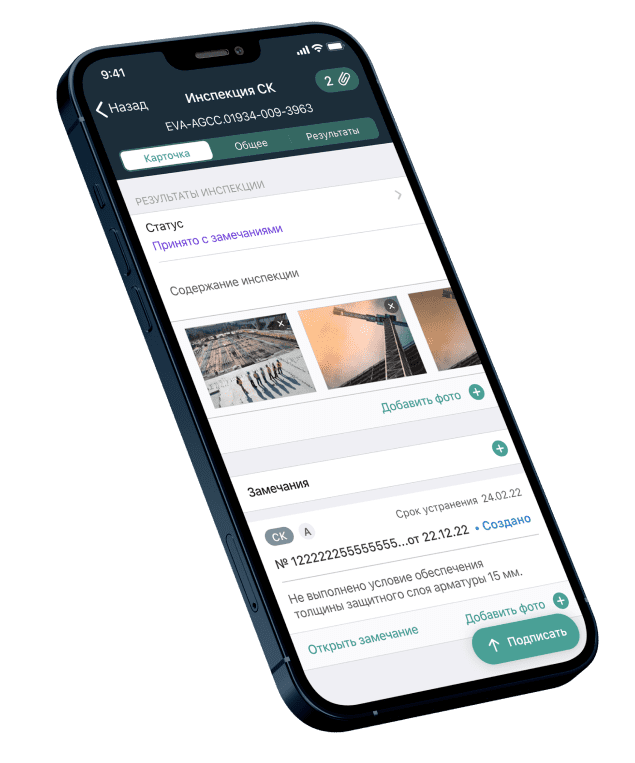 9:41
Назад
Инспекция СК
2
EVA-AGCC.01934-009-3963
Карточка Общее Результаты
РЕЗУЛЬТАТЫ ИНСПЕКЦИИ
Статус
Принято с замечаниями
Содержание инспекции
Добавить фото
Замечания
СК А Срок устранения 24.02.22
№ 122222255555555...от 22.12.22 • Создано
Не выполнено условие обеспечения
толщины защитного слоя арматуры 15 мм.
Открыть замечание Добавить фото
Подписать